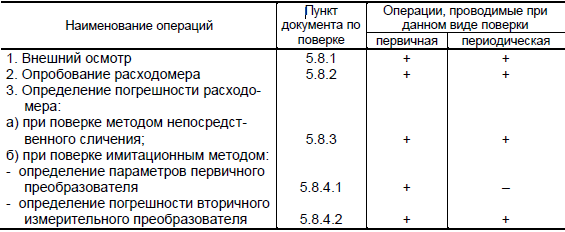 Наименование операций
Пункт
документа по
поверке
Операции, проводимые при
данном виде поверки
первичная
периодическая
1. Внешний осмотр 5.8.1 + +
2. Опробование расходомера 5.8.2 + +
3. Определение погрешности расходо-
мера:
а) при поверке методом непосредст-
венного сличения; 5.8.3 + +
б) при поверке имитационным методом:
- определение параметров первичного
преобразователя 5.8.4.1 + –
- определение погрешности вторичного
измерительного преобразователя 5.8.4.2 + +